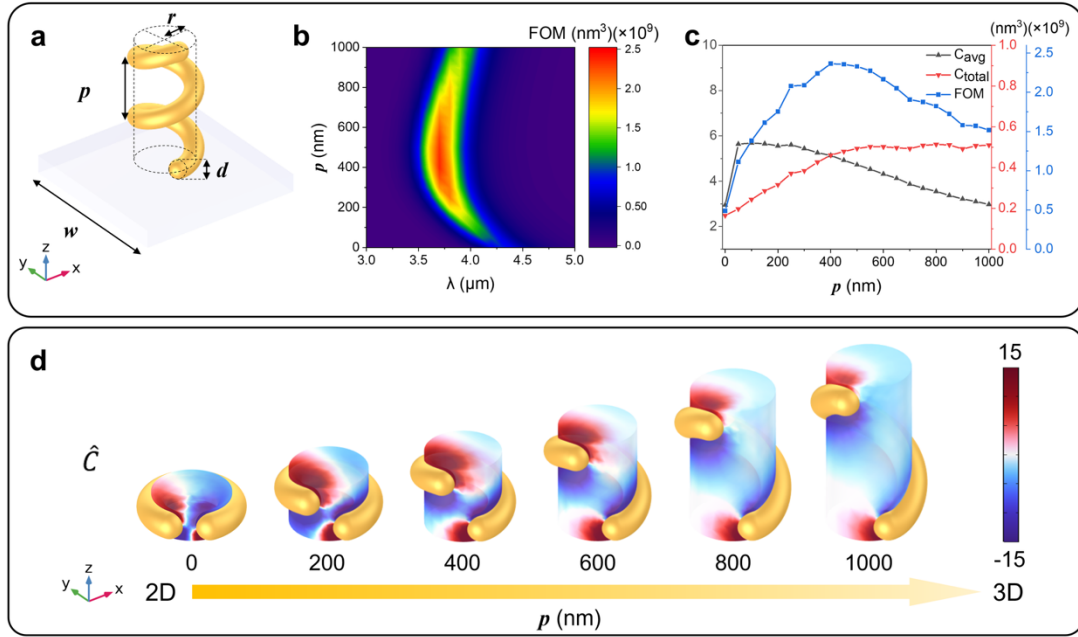 a
r
p
d
w
z
y
x
b
FOM (nm³)(×10⁹)
1000
800
600
400
200
0
p (nm)
3.0
3.5
4.0
4.5
5.0
λ (μm)
2.5
2.0
1.5
1.0
0.5
0.0
c
(nm³)(×10⁹)
10
8
6
4
2
C_avg
C_total
FOM
0
200
400
600
800
1000
p (nm)
1.0
0.8
0.6
0.4
0.2
0.0
2.5
2.0
1.5
1.0
0.5
0.0
d
Ĉ
15
-15
0
200
400
600
800
1000
z
y
x
2D
3D
p (nm)